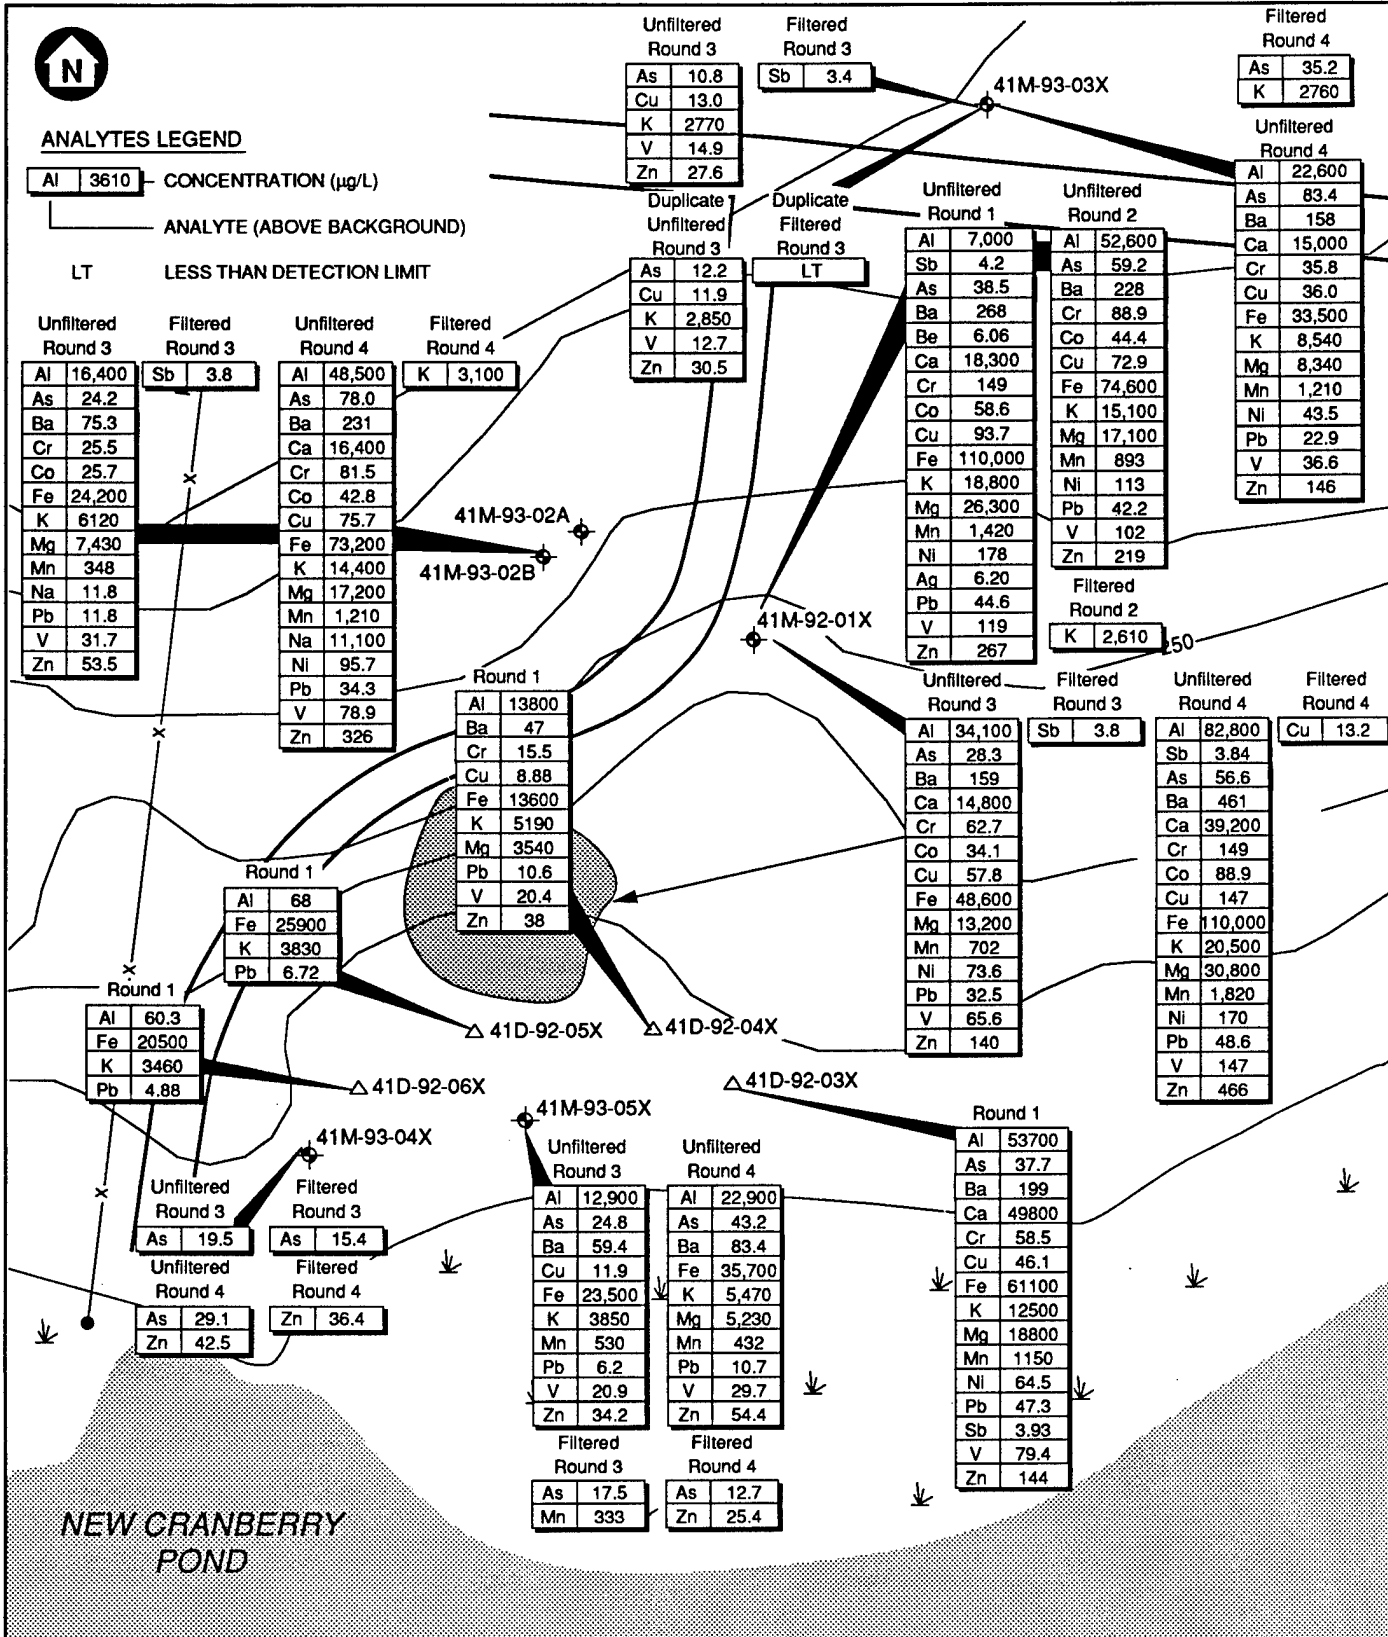 N
ANALYTES LEGEND
Al 3610 CONCENTRATION (µg/L)
ANALYTE (ABOVE BACKGROUND)
LT LESS THAN DETECTION LIMIT
Unfiltered
Round 3
As 10.8
Cu 13.0
K 2770
V 14.9
Zn 27.6
Filtered
Round 3
Sb 3.4
41M-93-03X
Filtered
Round 4
As 35.2
K 2760
Unfiltered
Round 4
Al 22,600
As 83.4
Ba 158
Ca 15,000
Cr 35.8
Cu 36.0
Fe 33,500
K 8,540
Mg 8,340
Mn 1,210
Ni 43.5
Pb 22.9
V 36.6
Zn 146
Duplicate
Unfiltered
Round 3
As 12.2
Cu 11.9
K 2,850
V 12.7
Zn 30.5
Duplicate
Filtered
Round 3
LT
Unfiltered
Round 1
Al 7,000
Sb 4.2
As 38.5
Ba 268
Be 6.06
Ca 18,300
Cr 149
Co 58.6
Cu 93.7
Fe 110,000
K 18,800
Mg 26,300
Mn 1,420
Ni 178
Ag 6.20
Pb 44.6
V 119
Zn 267
Unfiltered
Round 2
Al 52,600
As 59.2
Ba 228
Cr 88.9
Co 44.4
Cu 72.9
Fe 74,600
K 15,100
Mg 17,100
Mn 893
Ni 113
Pb 42.2
V 102
Zn 219
Filtered
Round 2
K 2,610
250
Unfiltered
Round 3
Al 16,400
As 24.2
Ba 75.3
Cr 25.5
Co 25.7
Fe 24,200
K 6120
Mg 7,430
Mn 348
Na 11.8
Pb 11.8
V 31.7
Zn 53.5
Filtered
Round 3
Sb 3.8
Unfiltered
Round 4
Al 48,500
As 78.0
Ba 231
Ca 16,400
Cr 81.5
Co 42.8
Cu 75.7
Fe 73,200
K 14,400
Mg 17,200
Mn 1,210
Na 11,100
Ni 95.7
Pb 34.3
V 78.9
Zn 326
Filtered
Round 4
K 3,100
41M-93-02A
41M-93-02B
41M-92-01X
Unfiltered
Round 3
Al 34,100
As 28.3
Ba 159
Ca 14,800
Cr 62.7
Co 34.1
Cu 57.8
Fe 48,600
Mg 13,200
Mn 702
Ni 73.6
Pb 32.5
V 65.6
Zn 140
Filtered
Round 3
Sb 3.8
Unfiltered
Round 4
Al 82,800
Sb 3.84
As 56.6
Ba 461
Ca 39,200
Cr 149
Co 88.9
Cu 147
Fe 110,000
K 20,500
Mg 30,800
Mn 1,820
Ni 170
Pb 48.6
V 147
Zn 466
Filtered
Round 4
Cu 13.2
Round 1
Al 13800
Ba 47
Cr 15.5
Cu 8.88
Fe 13600
K 5190
Mg 3540
Pb 10.6
V 20.4
Zn 38
Round 1
Al 68
Fe 25900
K 3830
Pb 6.72
Round 1
Al 60.3
Fe 20500
K 3460
Pb 4.88
41D-92-05X
41D-92-04X
41D-92-06X
41D-92-03X
41M-93-05X
41M-93-04X
Unfiltered
Round 3
As 19.5
Filtered
Round 3
As 15.4
Unfiltered
Round 4
As 29.1
Zn 42.5
Filtered
Round 4
Zn 36.4
Unfiltered
Round 3
Al 12,900
As 24.8
Ba 59.4
Cu 11.9
Fe 23,500
K 3850
Mn 530
Pb 6.2
V 20.9
Zn 34.2
Unfiltered
Round 4
Al 22,900
As 43.2
Ba 83.4
Fe 35,700
K 5,470
Mg 5,230
Mn 432
Pb 10.7
V 29.7
Zn 54.4
Filtered
Round 3
As 17.5
Mn 333
Filtered
Round 4
As 12.7
Zn 25.4
Round 1
Al 53700
As 37.7
Ba 199
Ca 49800
Cr 58.5
Cu 46.1
Fe 61100
K 12500
Mg 18800
Mn 1150
Ni 64.5
Pb 47.3
Sb 3.93
V 79.4
Zn 144
NEW CRANBERRY
POND